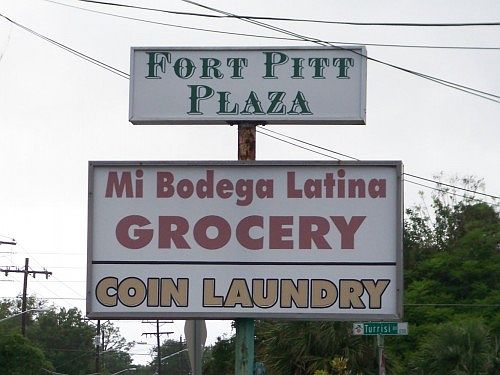 Fort Pitt
Plaza
Mi Bodega Latina
GROCERY
COIN LAUNDRY
Turrisi